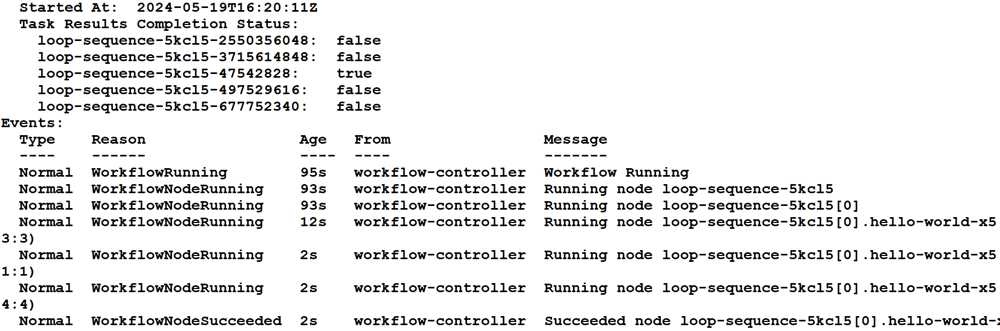 Started At:  2024-05-19T16:20:11Z
Task Results Completion Status:
loop-sequence-5kcl5-2550356048:  false
loop-sequence-5kcl5-3715614848:  false
loop-sequence-5kcl5-47542828:    true
loop-sequence-5kcl5-497529616:   false
loop-sequence-5kcl5-677752340:   false
Events:
Type    Reason                 Age   From                 Message
----    ------                 ----  ----                 -------
Normal  WorkflowRunning        95s   workflow-controller  Workflow Running
Normal  WorkflowNodeRunning    93s   workflow-controller  Running node loop-sequence-5kcl5
Normal  WorkflowNodeRunning    93s   workflow-controller  Running node loop-sequence-5kcl5[0]
Normal  WorkflowNodeRunning    12s   workflow-controller  Running node loop-sequence-5kcl5[0].hello-world-x5
3:3)
Normal  WorkflowNodeRunning    2s    workflow-controller  Running node loop-sequence-5kcl5[0].hello-world-x5
1:1)
Normal  WorkflowNodeRunning    2s    workflow-controller  Running node loop-sequence-5kcl5[0].hello-world-x5
4:4)
Normal  WorkflowNodeSucceeded  2s    workflow-controller  Succeeded node loop-sequence-5kcl5[0].hello-world-x